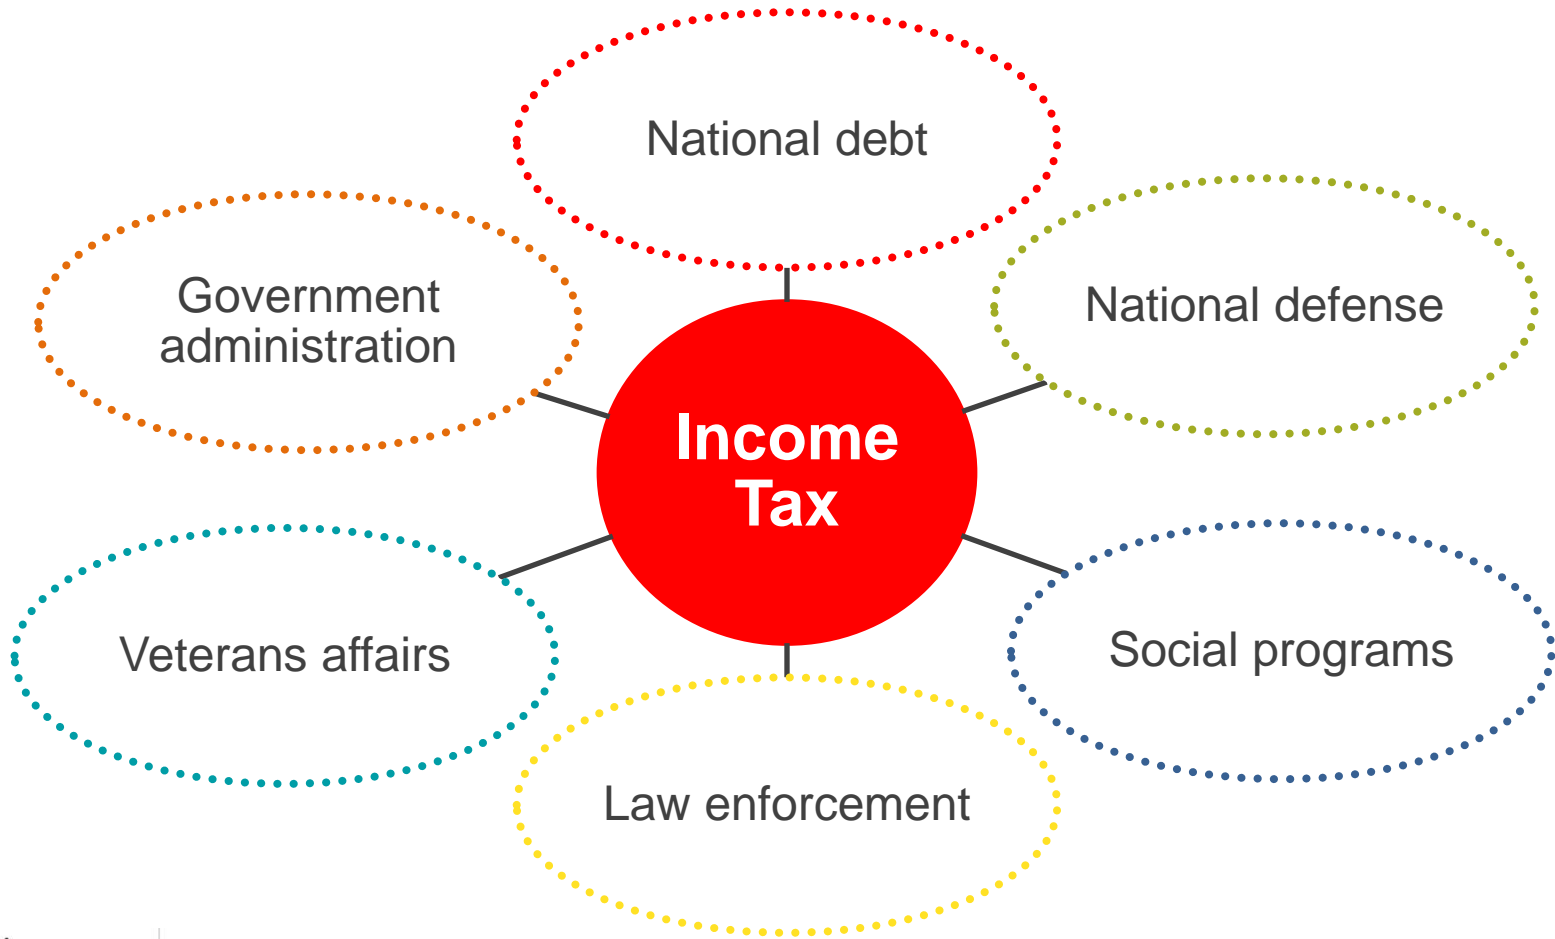 National debt
National defense
Government
administration
Income
Tax
Social programs
Veterans affairs
Law enforcement